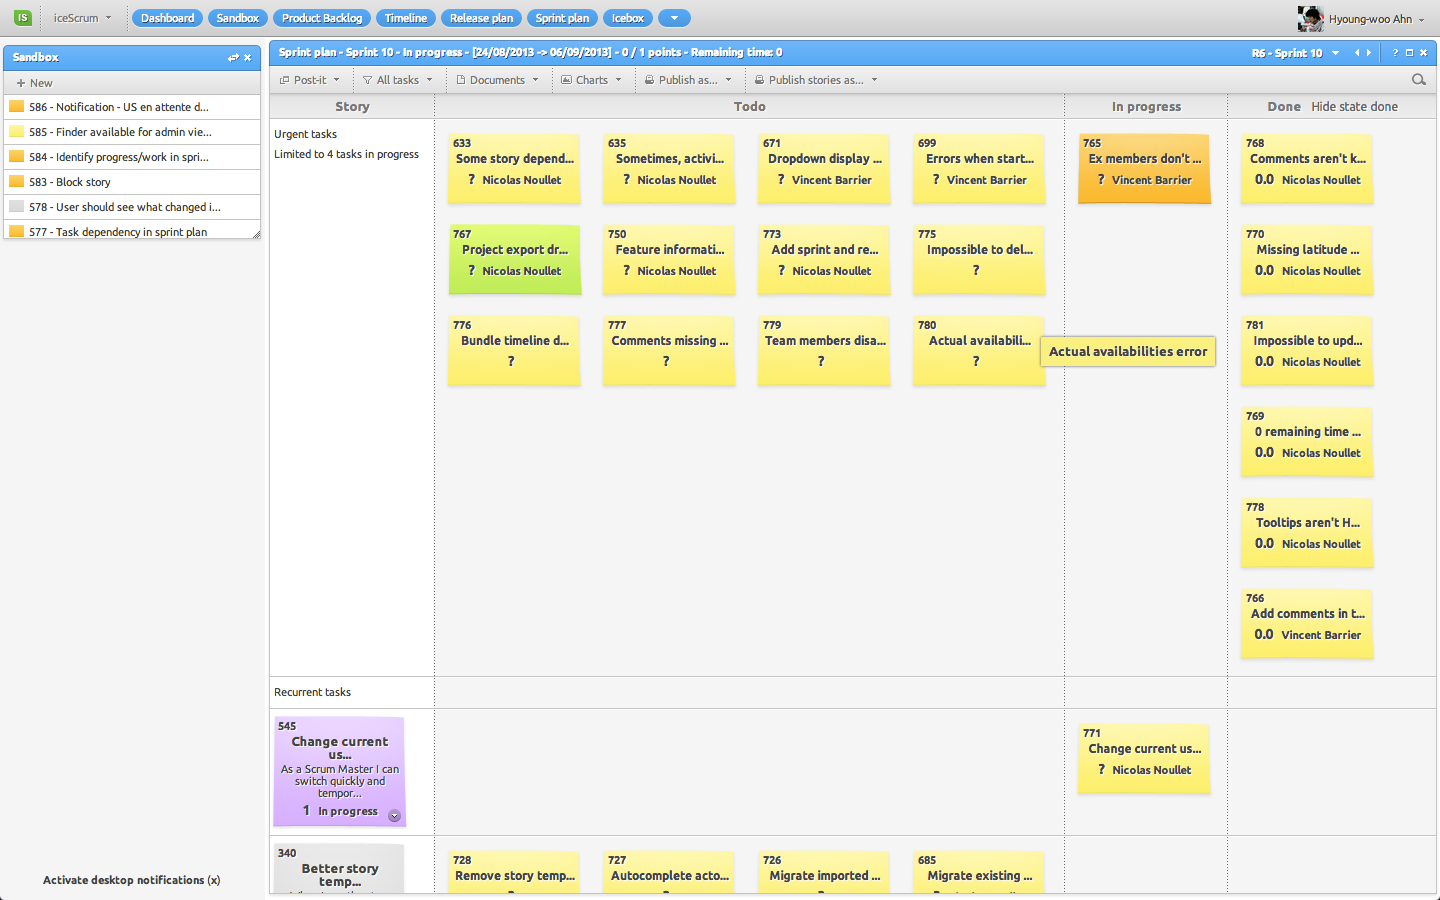 iS iceScrum Dashboard Sandbox Product Backlog Timeline Release plan Sprint plan Icebox Hyoung-woo Ahn
Sandbox
+ New
586 - Notification - US en attente d...
585 - Finder available for admin vie...
584 - Identify progress/work in spri...
583 - Block story
578 - User should see what changed i...
577 - Task dependency in sprint plan
Activate desktop notifications (x)
Sprint plan - Sprint 10 - In progress - [24/08/2013 -> 06/09/2013] - 0 / 1 points - Remaining time: 0 R6 - Sprint 10 ?
Post-it All tasks Documents Charts Publish as... Publish stories as...
Story Todo In progress Done Hide state done
Urgent tasks
Limited to 4 tasks in progress
633
Some story depend...
? Nicolas Noullet
635
Sometimes, activi...
? Nicolas Noullet
671
Dropdown display ...
? Vincent Barrier
699
Errors when start...
? Vincent Barrier
765
Ex members don't ...
? Vincent Barrier
768
Comments aren't k...
0.0 Nicolas Noullet
767
Project export dr...
? Nicolas Noullet
750
Feature informati...
? Nicolas Noullet
773
Add sprint and re...
? Nicolas Noullet
775
Impossible to del...
?
770
Missing latitude ...
0.0 Nicolas Noullet
776
Bundle timeline d...
?
777
Comments missing ...
?
779
Team members disa...
?
780
Actual availabili...
?
Actual availabilities error
781
Impossible to upd...
0.0 Nicolas Noullet
769
0 remaining time ...
0.0 Nicolas Noullet
778
Tooltips aren't H...
0.0 Nicolas Noullet
766
Add comments in t...
0.0 Vincent Barrier
Recurrent tasks
545
Change current
us...
As a Scrum Master I can
switch quickly and
tempor...
1 In progress
771
Change current us...
? Nicolas Noullet
340
Better story
temp...
728
Remove story temp...
?
727
Autocomplete acto...
?
726
Migrate imported ...
?
685
Migrate existing ...